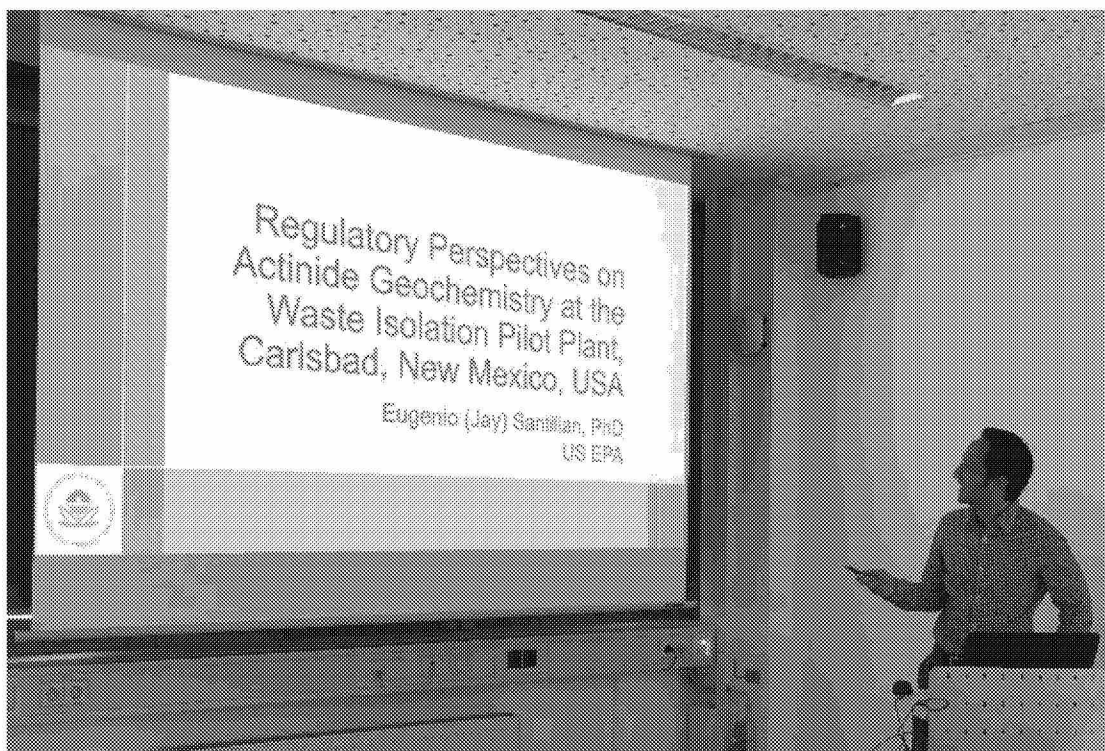 Regulatory Perspectives on
Actinide Geochemistry at the
Waste Isolation Pilot Plant,
Carlsbad, New Mexico, USA
Eugenio (Jay) Santillan, PhD
US EPA